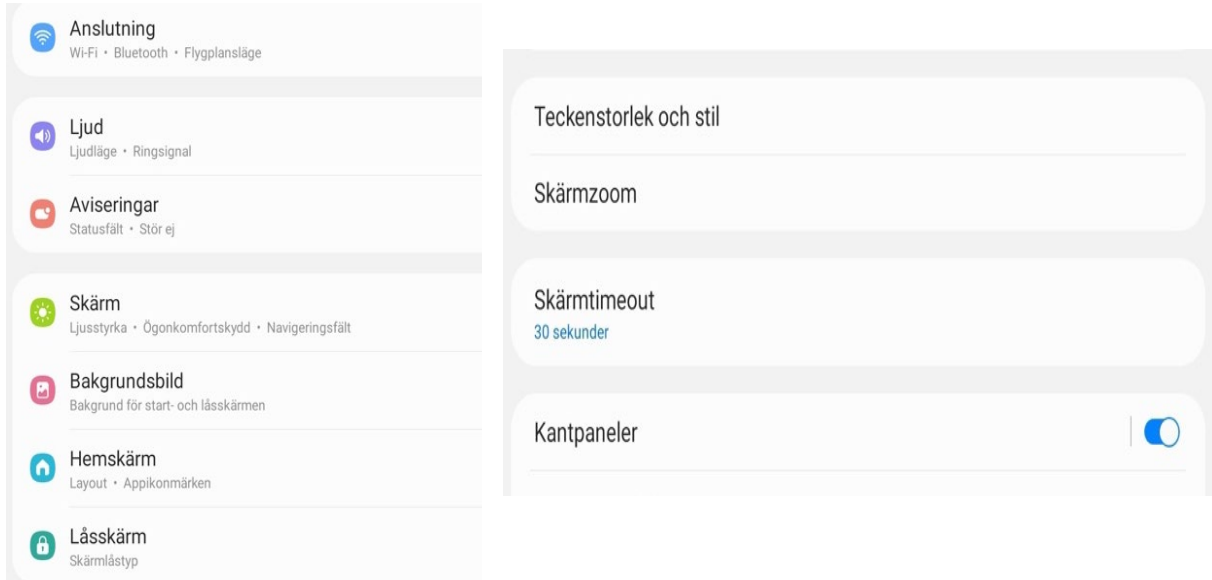 Anslutning
Wi-Fi • Bluetooth • Flygplansläge
Ljud
Ljudläge • Ringsignal
Aviseringar
Statusfält • Stör ej
Skärm
Ljusstyrka • Ögonkomfortskydd • Navigeringsfält
Bakgrundsbild
Bakgrund för start- och låsskärmen
Hemskärm
Layout • Appikonmärken
Låsskärm
Skärmlåstyp
Teckenstorlek och stil
Skärmzoom
Skärmtimeout
30 sekunder
Kantpaneler